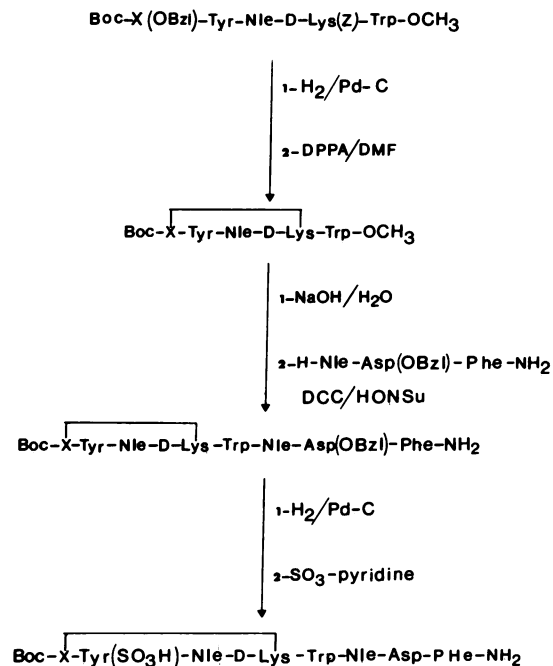 Boc-X(OBzl)-Tyr-Nle-D-Lys(Z)-Trp-OCH3
1-H2/Pd-C
2-DPPA/DMF
Boc-X-Tyr-Nle-D-Lys-Trp-OCH3
1-NaOH/H2O
2-H-Nle-Asp(OBzl)-Phe-NH2
DCC/HONSu
Boc-X-Tyr-Nle-D-Lys-Trp-Nle-Asp(OBzl)-Phe-NH2
1-H2/Pd-C
2-SO3-pyridine
Boc-X-Tyr(SO3H)-Nle-D-Lys-Trp-Nle-Asp-PHe-NH2